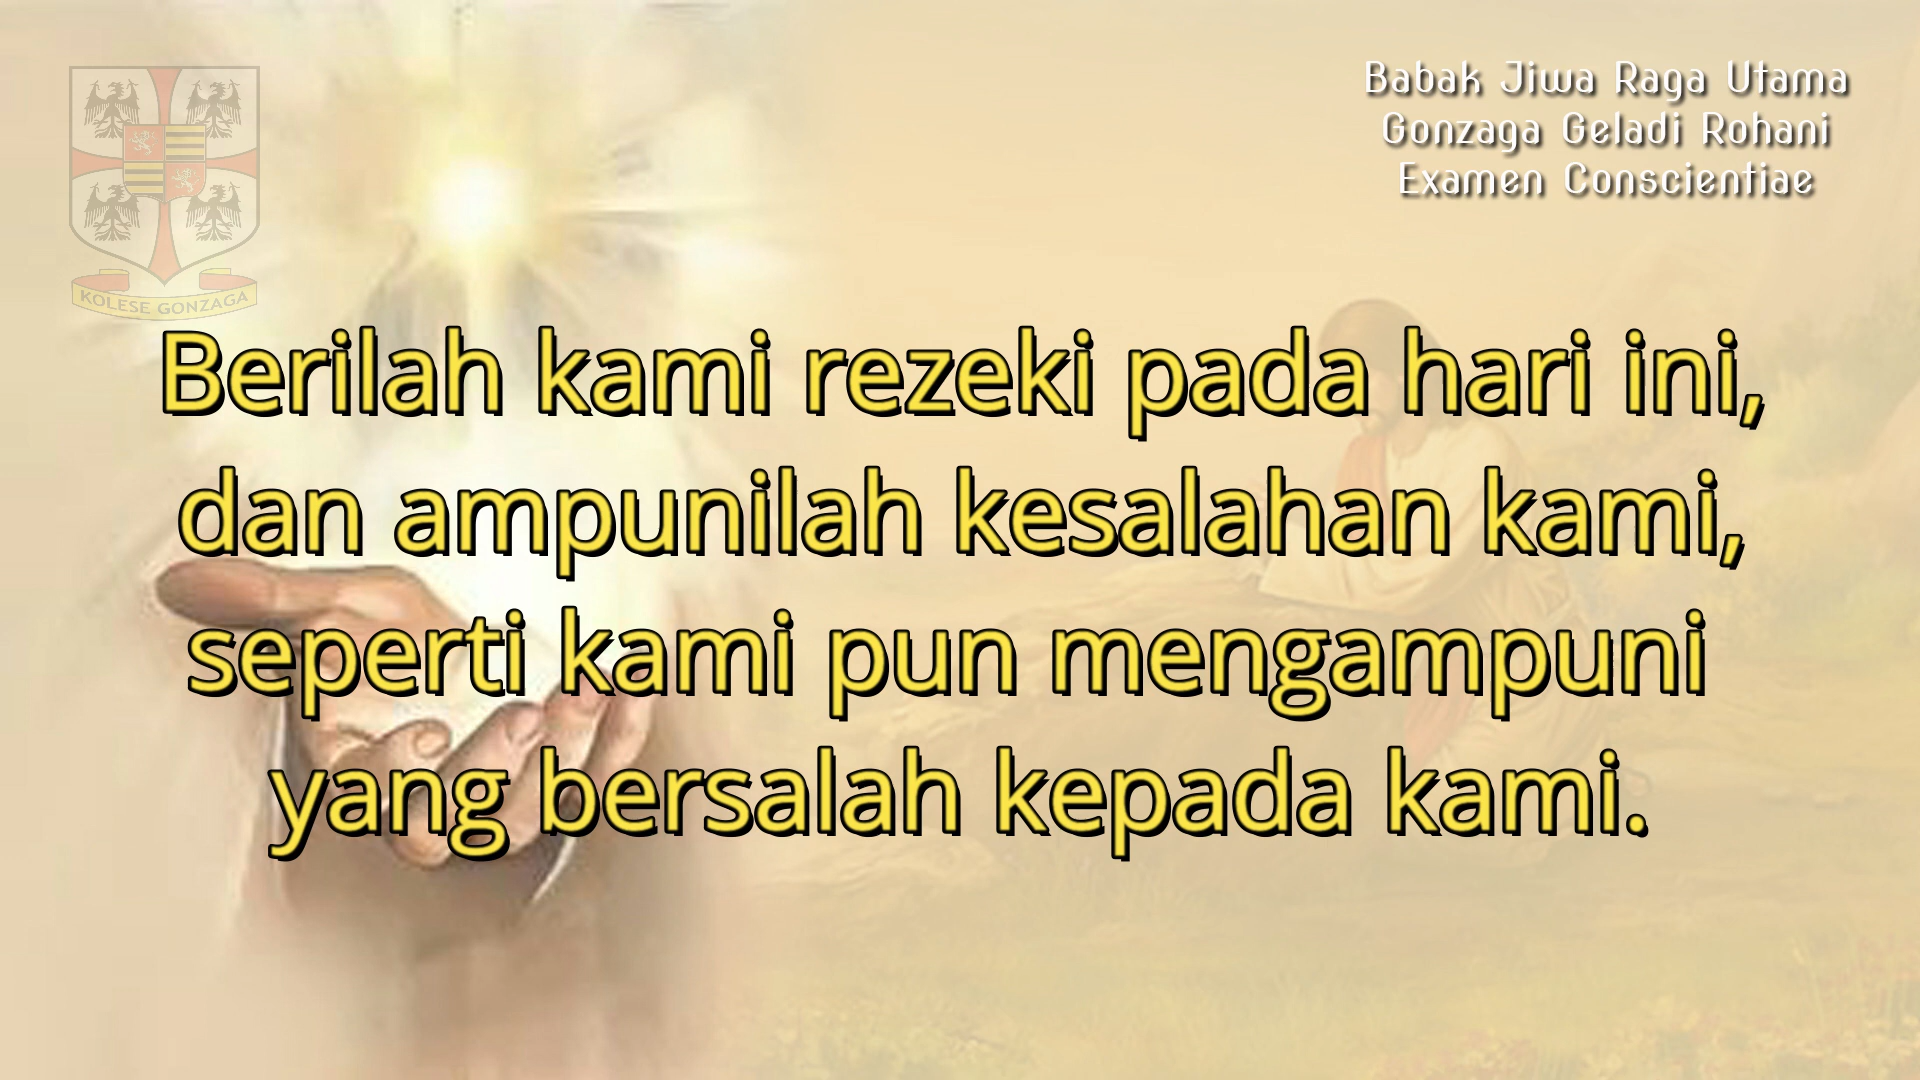 KOLESE GONZAGA
Babak Jiwa Raga Utama
Gonzaga Geladi Rohani
Examen Conscientiae
Berilah kami rezeki pada hari ini,
dan ampunilah kesalahan kami,
seperti kami pun mengampuni
yang bersalah kepada kami.